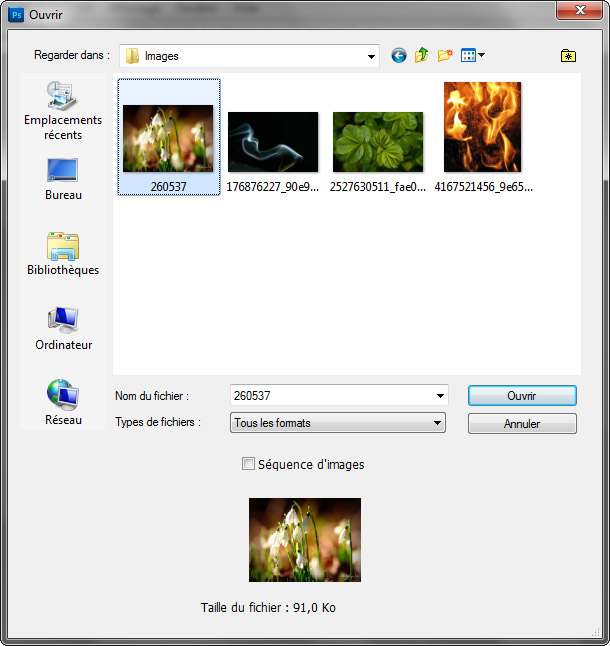 Ps Ouvrir
Regarder dans : Images
Emplacements
récents
Bureau
Bibliothèques
Ordinateur
Réseau
260537
176876227_90e9...
2527630511_fae0...
4167521456_9e65...
Nom du fichier : 260537
Ouvrir
Types de fichiers : Tous les formats
Annuler
Séquence d'images
Taille du fichier : 91,0 Ko